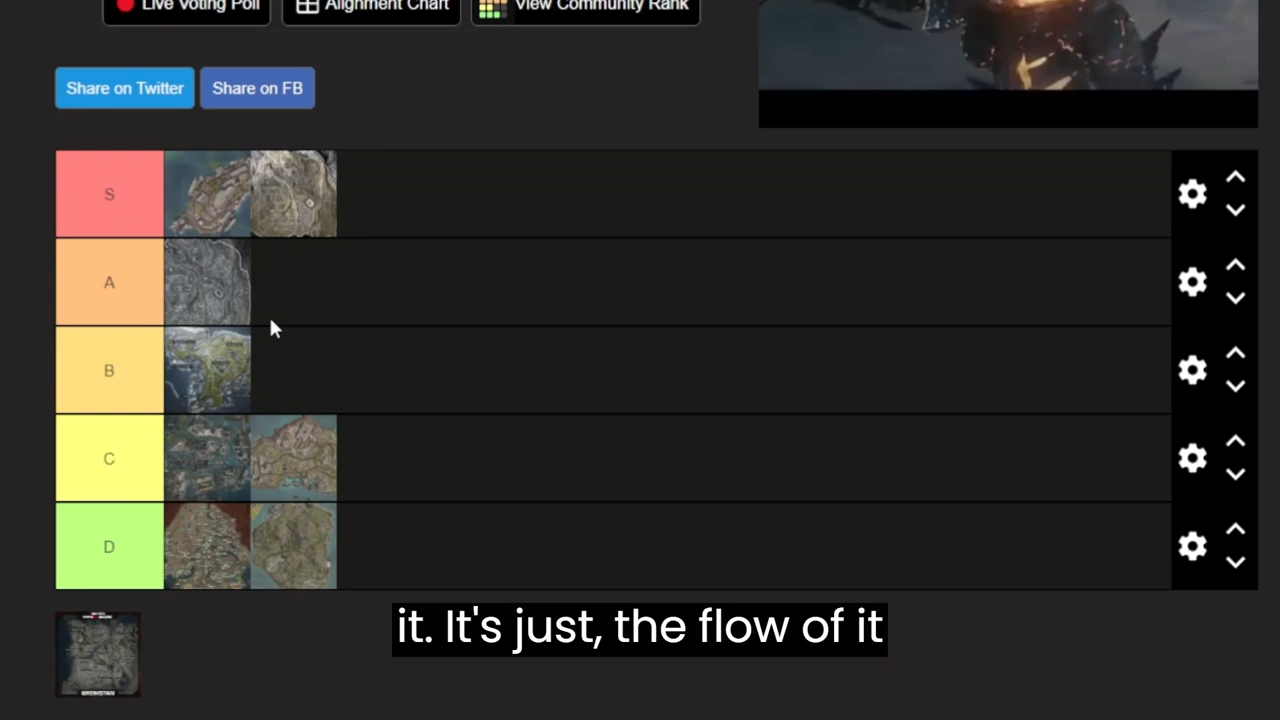 Live Voting Poll
Alignment Chart
View Community Rank
Share on Twitter
Share on FB
S
A
B
C
D
it. It's just, the flow of it